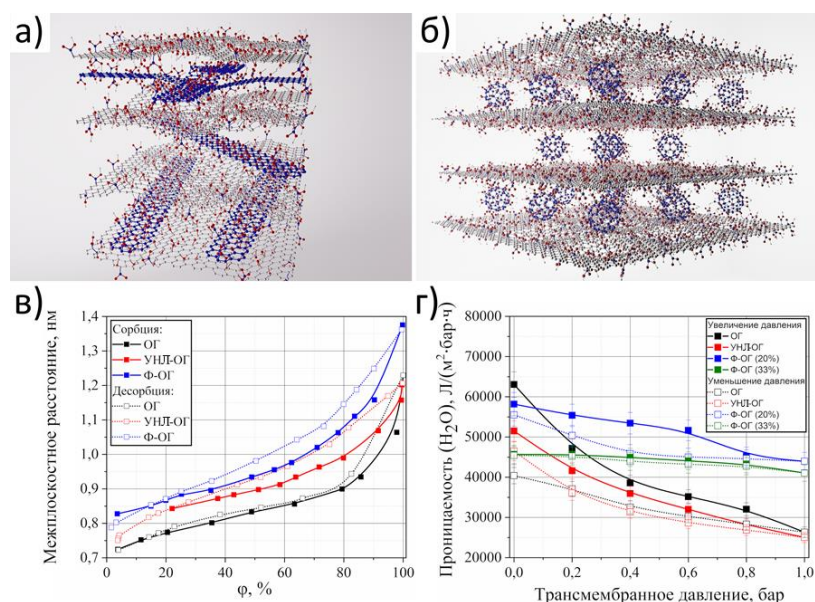 а)
б)
в)
Межплоскостное расстояние, нм
1,4
1,3
1,2
1,1
1,0
0,9
0,8
0,7
Сорбция:
ОГ
УНЛ-ОГ
Ф-ОГ
Десорбция:
ОГ
УНЛ-ОГ
Ф-ОГ
0
20
40
60
80
100
φ, %
г)
Проницаемость (H₂O), Л/(м²·бар·ч)
80000
70000
60000
50000
40000
30000
20000
Увеличение давления
ОГ
УНЛ-ОГ
Ф-ОГ (20%)
Ф-ОГ (33%)
Уменьшение давления
ОГ
УНЛ-ОГ
Ф-ОГ (20%)
Ф-ОГ (33%)
0,0
0,2
0,4
0,6
0,8
1,0
Трансмембранное давление, бар